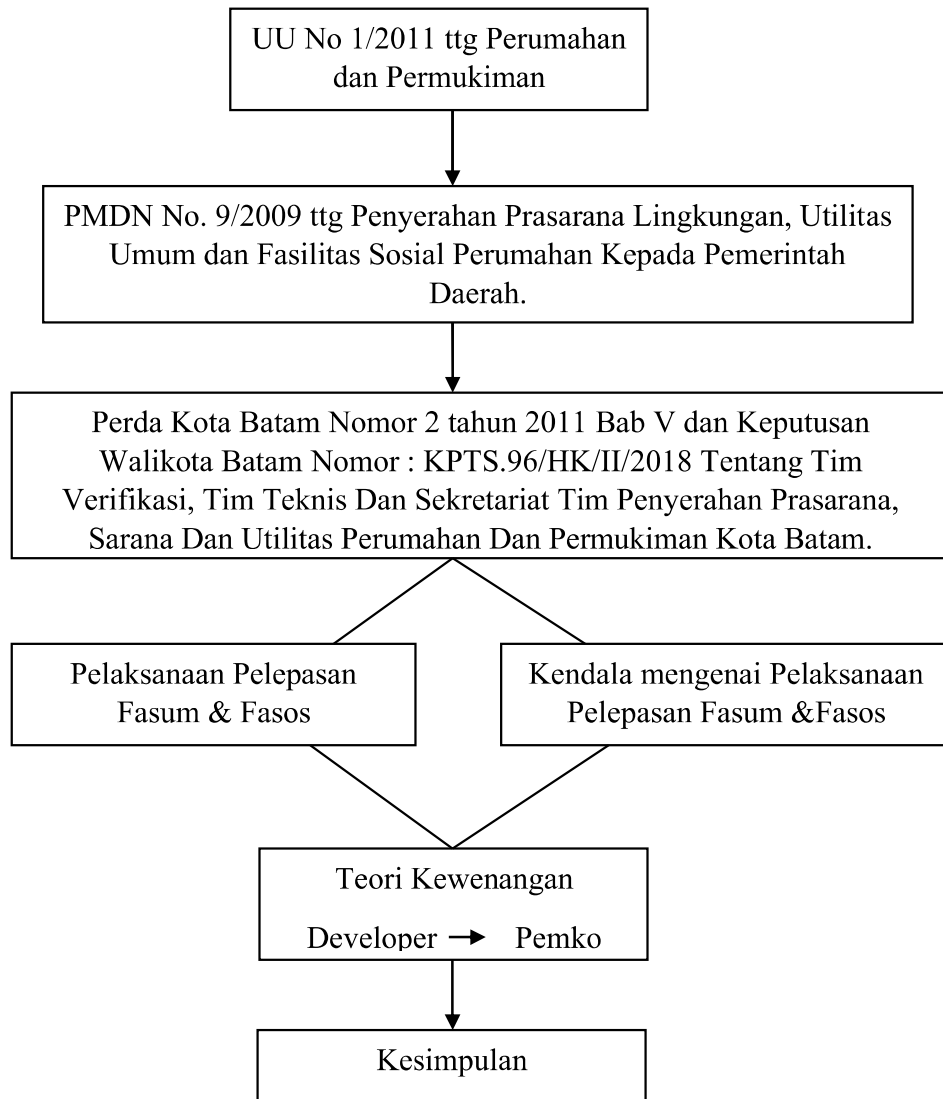 UU No 1/2011 ttg Perumahan
dan Permukiman
PMDN No. 9/2009 ttg Penyerahan Prasarana Lingkungan, Utilitas
Umum dan Fasilitas Sosial Perumahan Kepada Pemerintah
Daerah.
Perda Kota Batam Nomor 2 tahun 2011 Bab V dan Keputusan
Walikota Batam Nomor : KPTS.96/HK/II/2018 Tentang Tim
Verifikasi, Tim Teknis Dan Sekretariat Tim Penyerahan Prasarana,
Sarana Dan Utilitas Perumahan Dan Permukiman Kota Batam.
Pelaksanaan Pelepasan
Fasum & Fasos
Kendala mengenai Pelaksanaan
Pelepasan Fasum &Fasos
Teori Kewenangan
Developer → Pemko
Kesimpulan